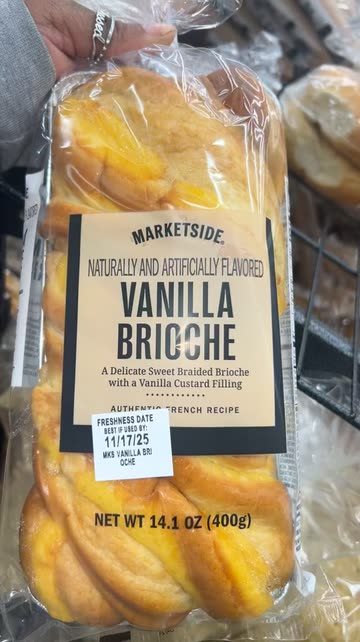 MARKETSIDE®
NATURALLY AND ARTIFICIALLY FLAVORED
VANILLA
BRIOCHE
A Delicate Sweet Braided Brioche
with a Vanilla Custard Filling
AUTHENTIC FRENCH RECIPE
FRESHNESS DATE
BEST IF USED BY:
11/17/25
MKS VANILLA BRI
OCHE
NET WT 14.1 OZ (400g)